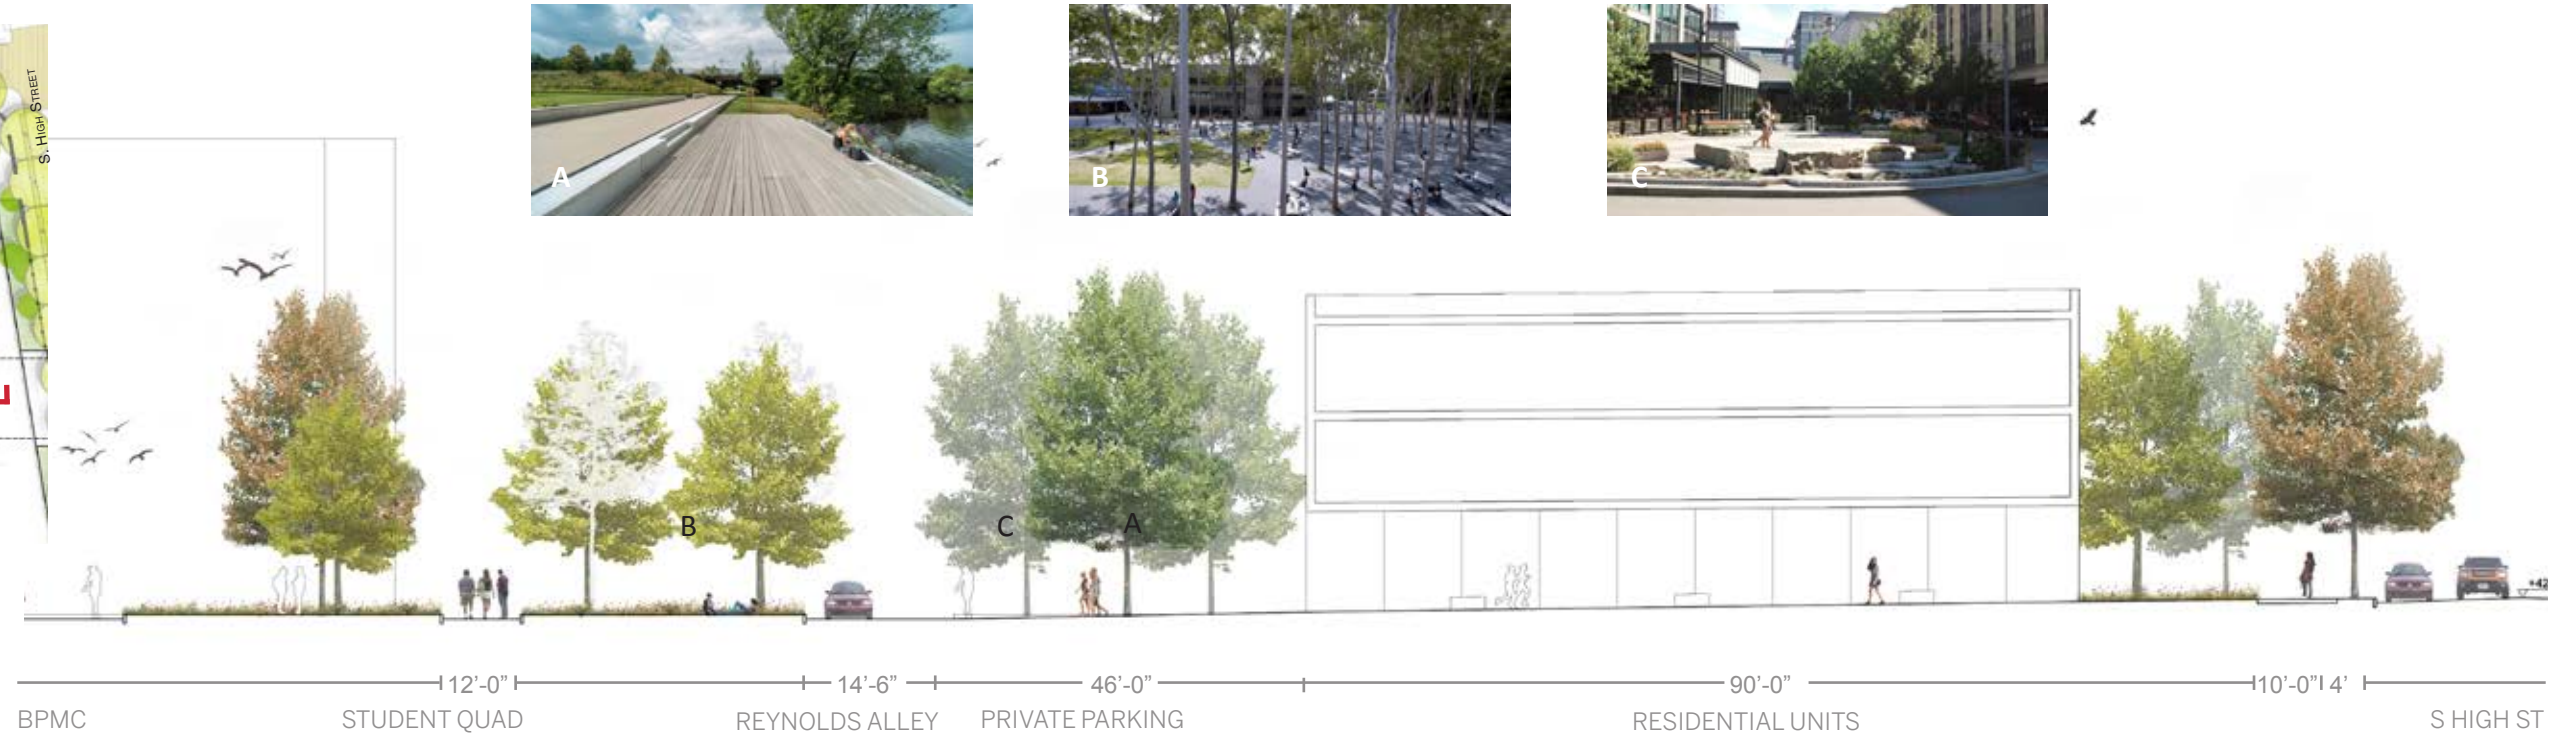 S. HIGH STREET
A
B
C
B
C
A
+42
12’-0”
14’-6”
46’-0”
90’-0”
10’-0”
4’
BPMC
STUDENT QUAD
REYNOLDS ALLEY
PRIVATE PARKING
RESIDENTIAL UNITS
S HIGH ST